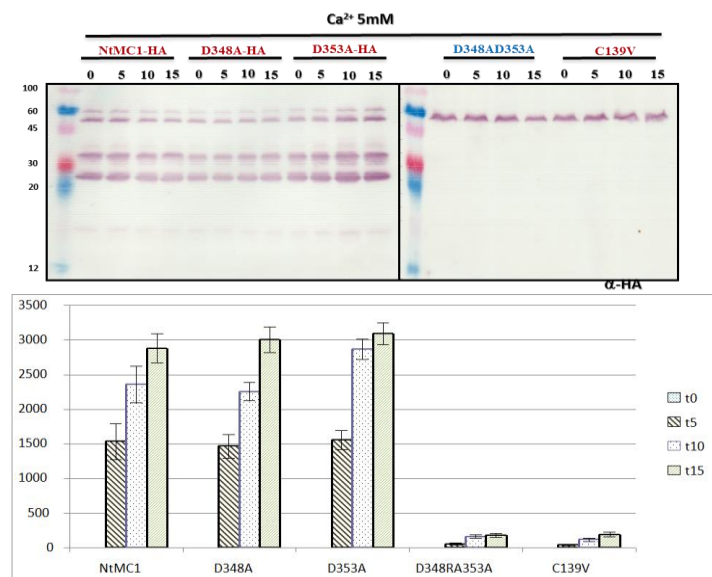 Ca²⁺ 5mM
NtMC1-HA D348A-HA D353A-HA D348AD353A C139V
0 5 10 15 0 5 10 15 0 5 10 15 0 5 10 15 0 5 10 15
100
60
45
30
20
12
α-HA
3500
3000
2500
2000
1500
1000
500
0
t0
t5
t10
t15
NtMC1 D348A D353A D348RA353A C139V